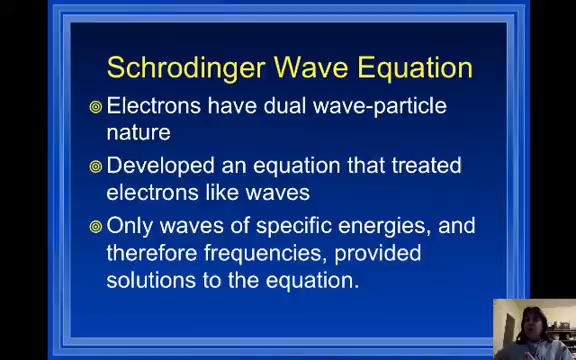 Schrodinger Wave Equation
Electrons have dual wave-particle
nature
Developed an equation that treated
electrons like waves
Only waves of specific energies, and
therefore frequencies, provided
solutions to the equation.